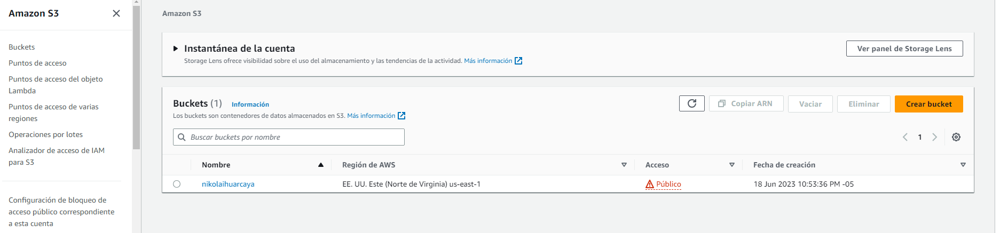 Amazon S3
Buckets
Puntos de acceso
Puntos de acceso del objeto
Lambda
Puntos de acceso de varias
regiones
Operaciones por lotes
Analizador de acceso de IAM
para S3
Configuración de bloqueo de
acceso público correspondiente
a esta cuenta
Amazon S3
Instantánea de la cuenta
Storage Lens ofrece visibilidad sobre el uso del almacenamiento y las tendencias de la actividad. Más información
Ver panel de Storage Lens
Buckets (1) Información
Los buckets son contenedores de datos almacenados en S3. Más información
Copiar ARN Vaciar Eliminar Crear bucket
Buscar buckets por nombre
1
Nombre Región de AWS Acceso Fecha de creación
nikolaihuarcaya EE. UU. Este (Norte de Virginia) us-east-1 Público 18 Jun 2023 10:53:36 PM -05